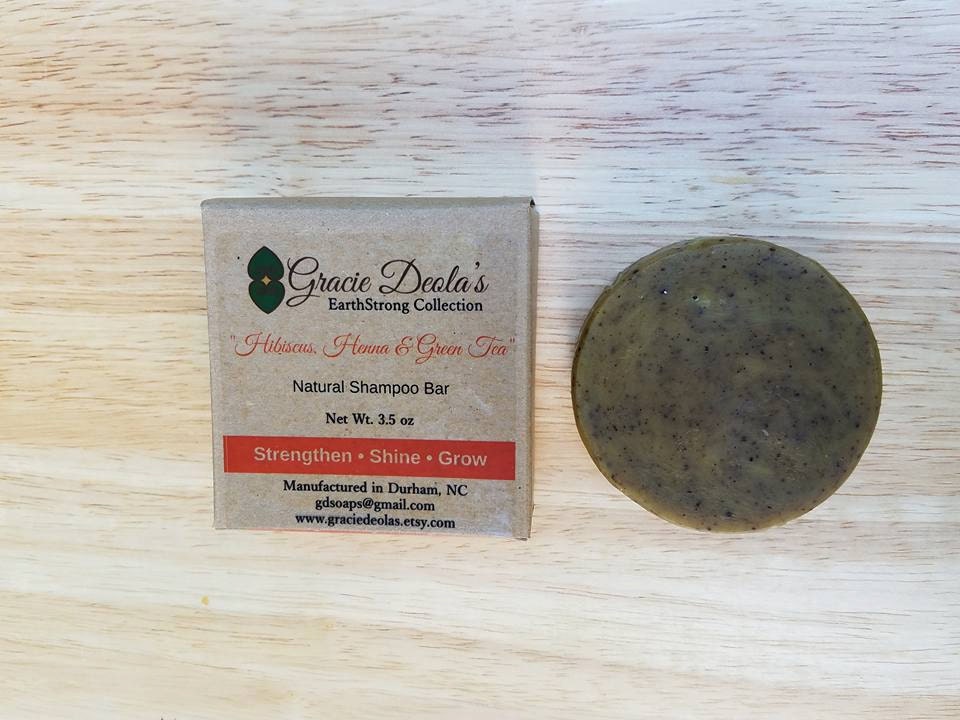 Gracie Deola's
EarthStrong Collection
"Hibiscus, Henna & Green Tea"
Natural Shampoo Bar
Net Wt. 3.5 oz
Strengthen • Shine • Grow
Manufactured in Durham, NC
gdsoaps@gmail.com
www.graciedeolas.etsy.com